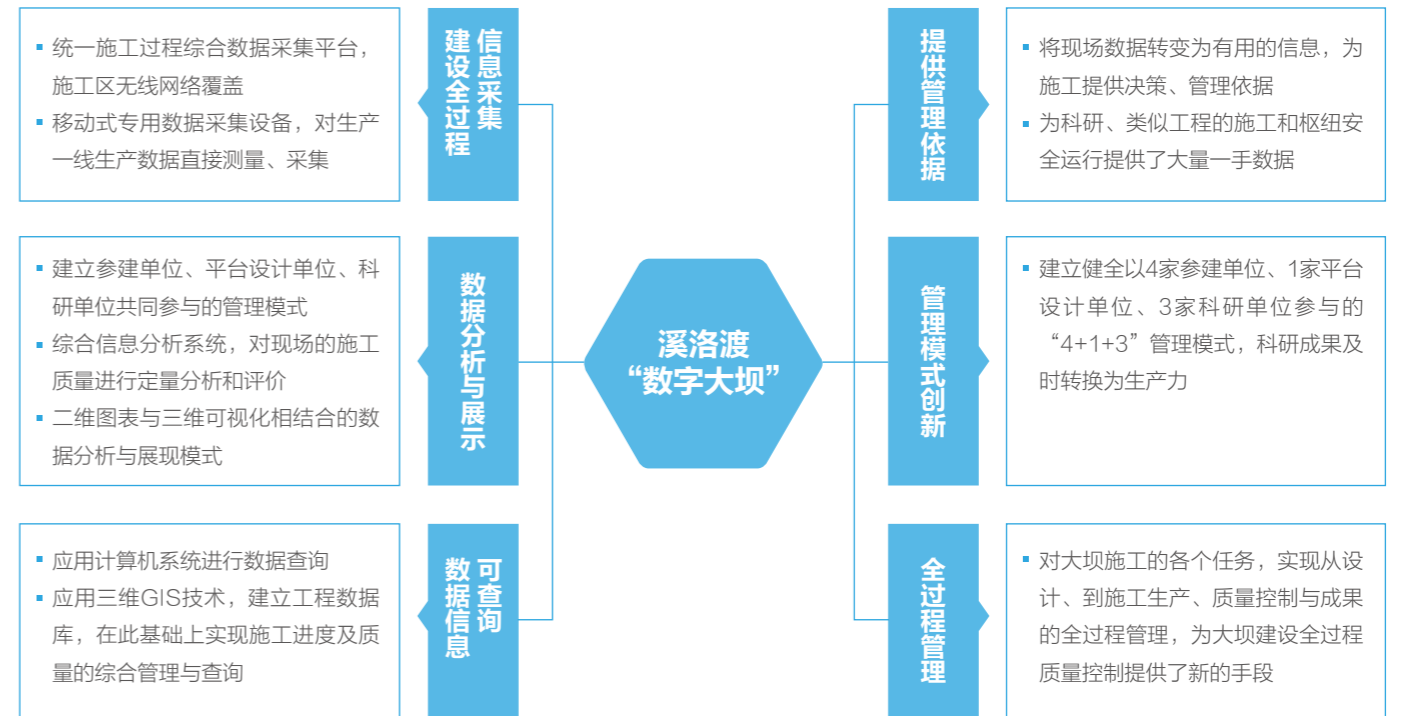 统一施工过程综合数据采集平台，
施工区无线网络覆盖
移动式专用数据采集设备，对生产
一线生产数据直接测量、采集
建设全过程
信息采集
建立参建单位、平台设计单位、科
研单位共同参与的管理模式
综合信息分析系统，对现场的施工
质量进行定量分析和评价
二维图表与三维可视化相结合的数
据分析与展现模式
数据分析与展示
应用计算机系统进行数据查询
应用三维GIS技术，建立工程数据
库，在此基础上实现施工进度及质
量的综合管理与查询
数据信息
可查询
溪洛渡
“数字大坝”
提供管理依据
将现场数据转变为有用的信息，为
施工提供决策、管理依据
为科研、类似工程的施工和枢纽安
全运行提供了大量一手数据
管理模式创新
建立健全以4家参建单位、1家平台
设计单位、3家科研单位参与的
“4+1+3”管理模式，科研成果及
时转换为生产力
全过程管理
对大坝施工的各个任务，实现从设
计、到施工生产、质量控制与成果
的全过程管理，为大坝建设全过程
质量控制提供了新的手段